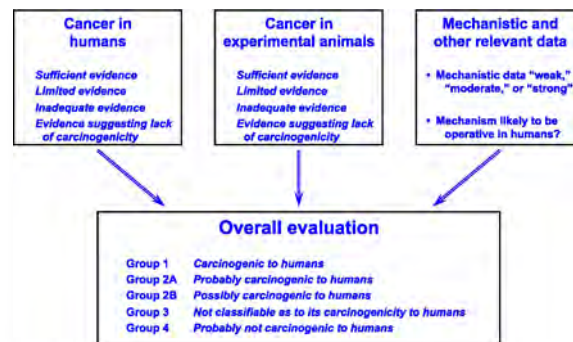 Cancer in
humans
Sufficient evidence
Limited evidence
Inadequate evidence
Evidence suggesting lack
of carcinogenicity
Cancer in
experimental animals
Sufficient evidence
Limited evidence
Inadequate evidence
Evidence suggesting lack
of carcinogenicity
Mechanistic and
other relevant data
• Mechanistic data “weak,”
“moderate,” or “strong”
• Mechanism likely to be
operative in humans?
Overall evaluation
Group 1 Carcinogenic to humans
Group 2A Probably carcinogenic to humans
Group 2B Possibly carcinogenic to humans
Group 3 Not classifiable as to its carcinogenicity to humans
Group 4 Probably not carcinogenic to humans